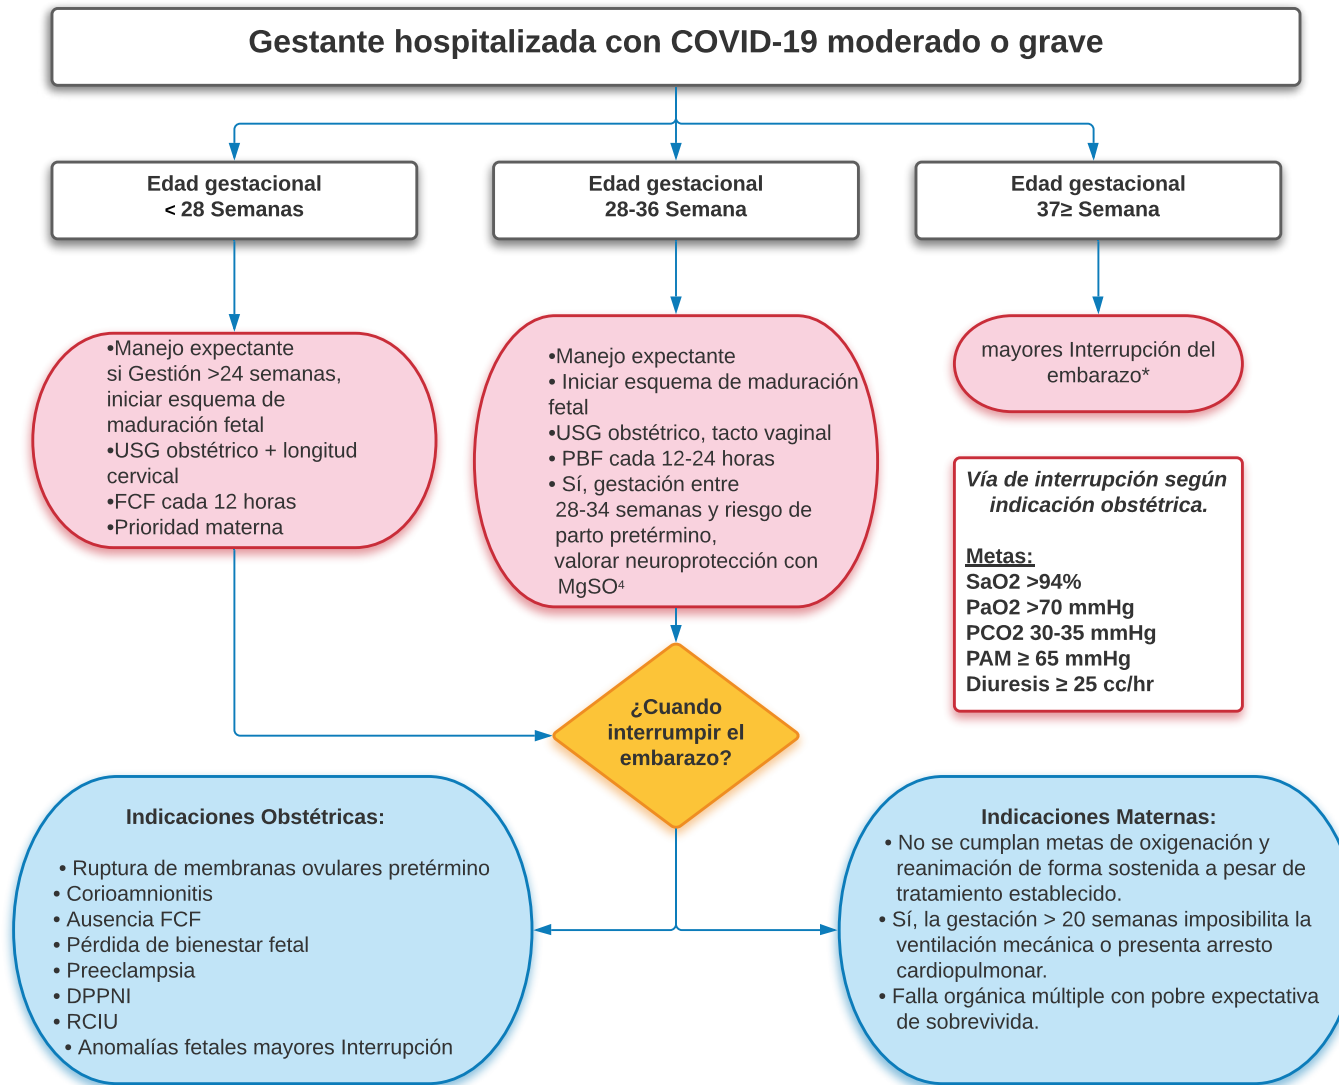 Gestante hospitalizada con COVID-19 moderado o grave
Edad gestacional
< 28 Semanas
Edad gestacional
28-36 Semana
Edad gestacional
37≥ Semana
•Manejo expectante
si Gestión >24 semanas,
iniciar esquema de
maduración fetal
•USG obstétrico + longitud
cervical
•FCF cada 12 horas
•Prioridad materna
•Manejo expectante
• Iniciar esquema de maduración
fetal
•USG obstétrico, tacto vaginal
• PBF cada 12-24 horas
• Sí, gestación entre
28-34 semanas y riesgo de
parto pretérmino,
valorar neuroprotección con
MgSO⁴
mayores Interrupción del
embarazo*
Vía de interrupción según
indicación obstétrica.
Metas:
SaO2 >94%
PaO2 >70 mmHg
PCO2 30-35 mmHg
PAM ≥ 65 mmHg
Diuresis ≥ 25 cc/hr
¿Cuando
interrumpir el
embarazo?
Indicaciones Obstétricas:
• Ruptura de membranas ovulares pretérmino
• Corioamnionitis
• Ausencia FCF
• Pérdida de bienestar fetal
• Preeclampsia
• DPPNI
• RCIU
• Anomalías fetales mayores Interrupción
Indicaciones Maternas:
• No se cumplan metas de oxigenación y
reanimación de forma sostenida a pesar de
tratamiento establecido.
• Sí, la gestación > 20 semanas imposibilita la
ventilación mecánica o presenta arresto
cardiopulmonar.
• Falla orgánica múltiple con pobre expectativa
de sobrevivida.